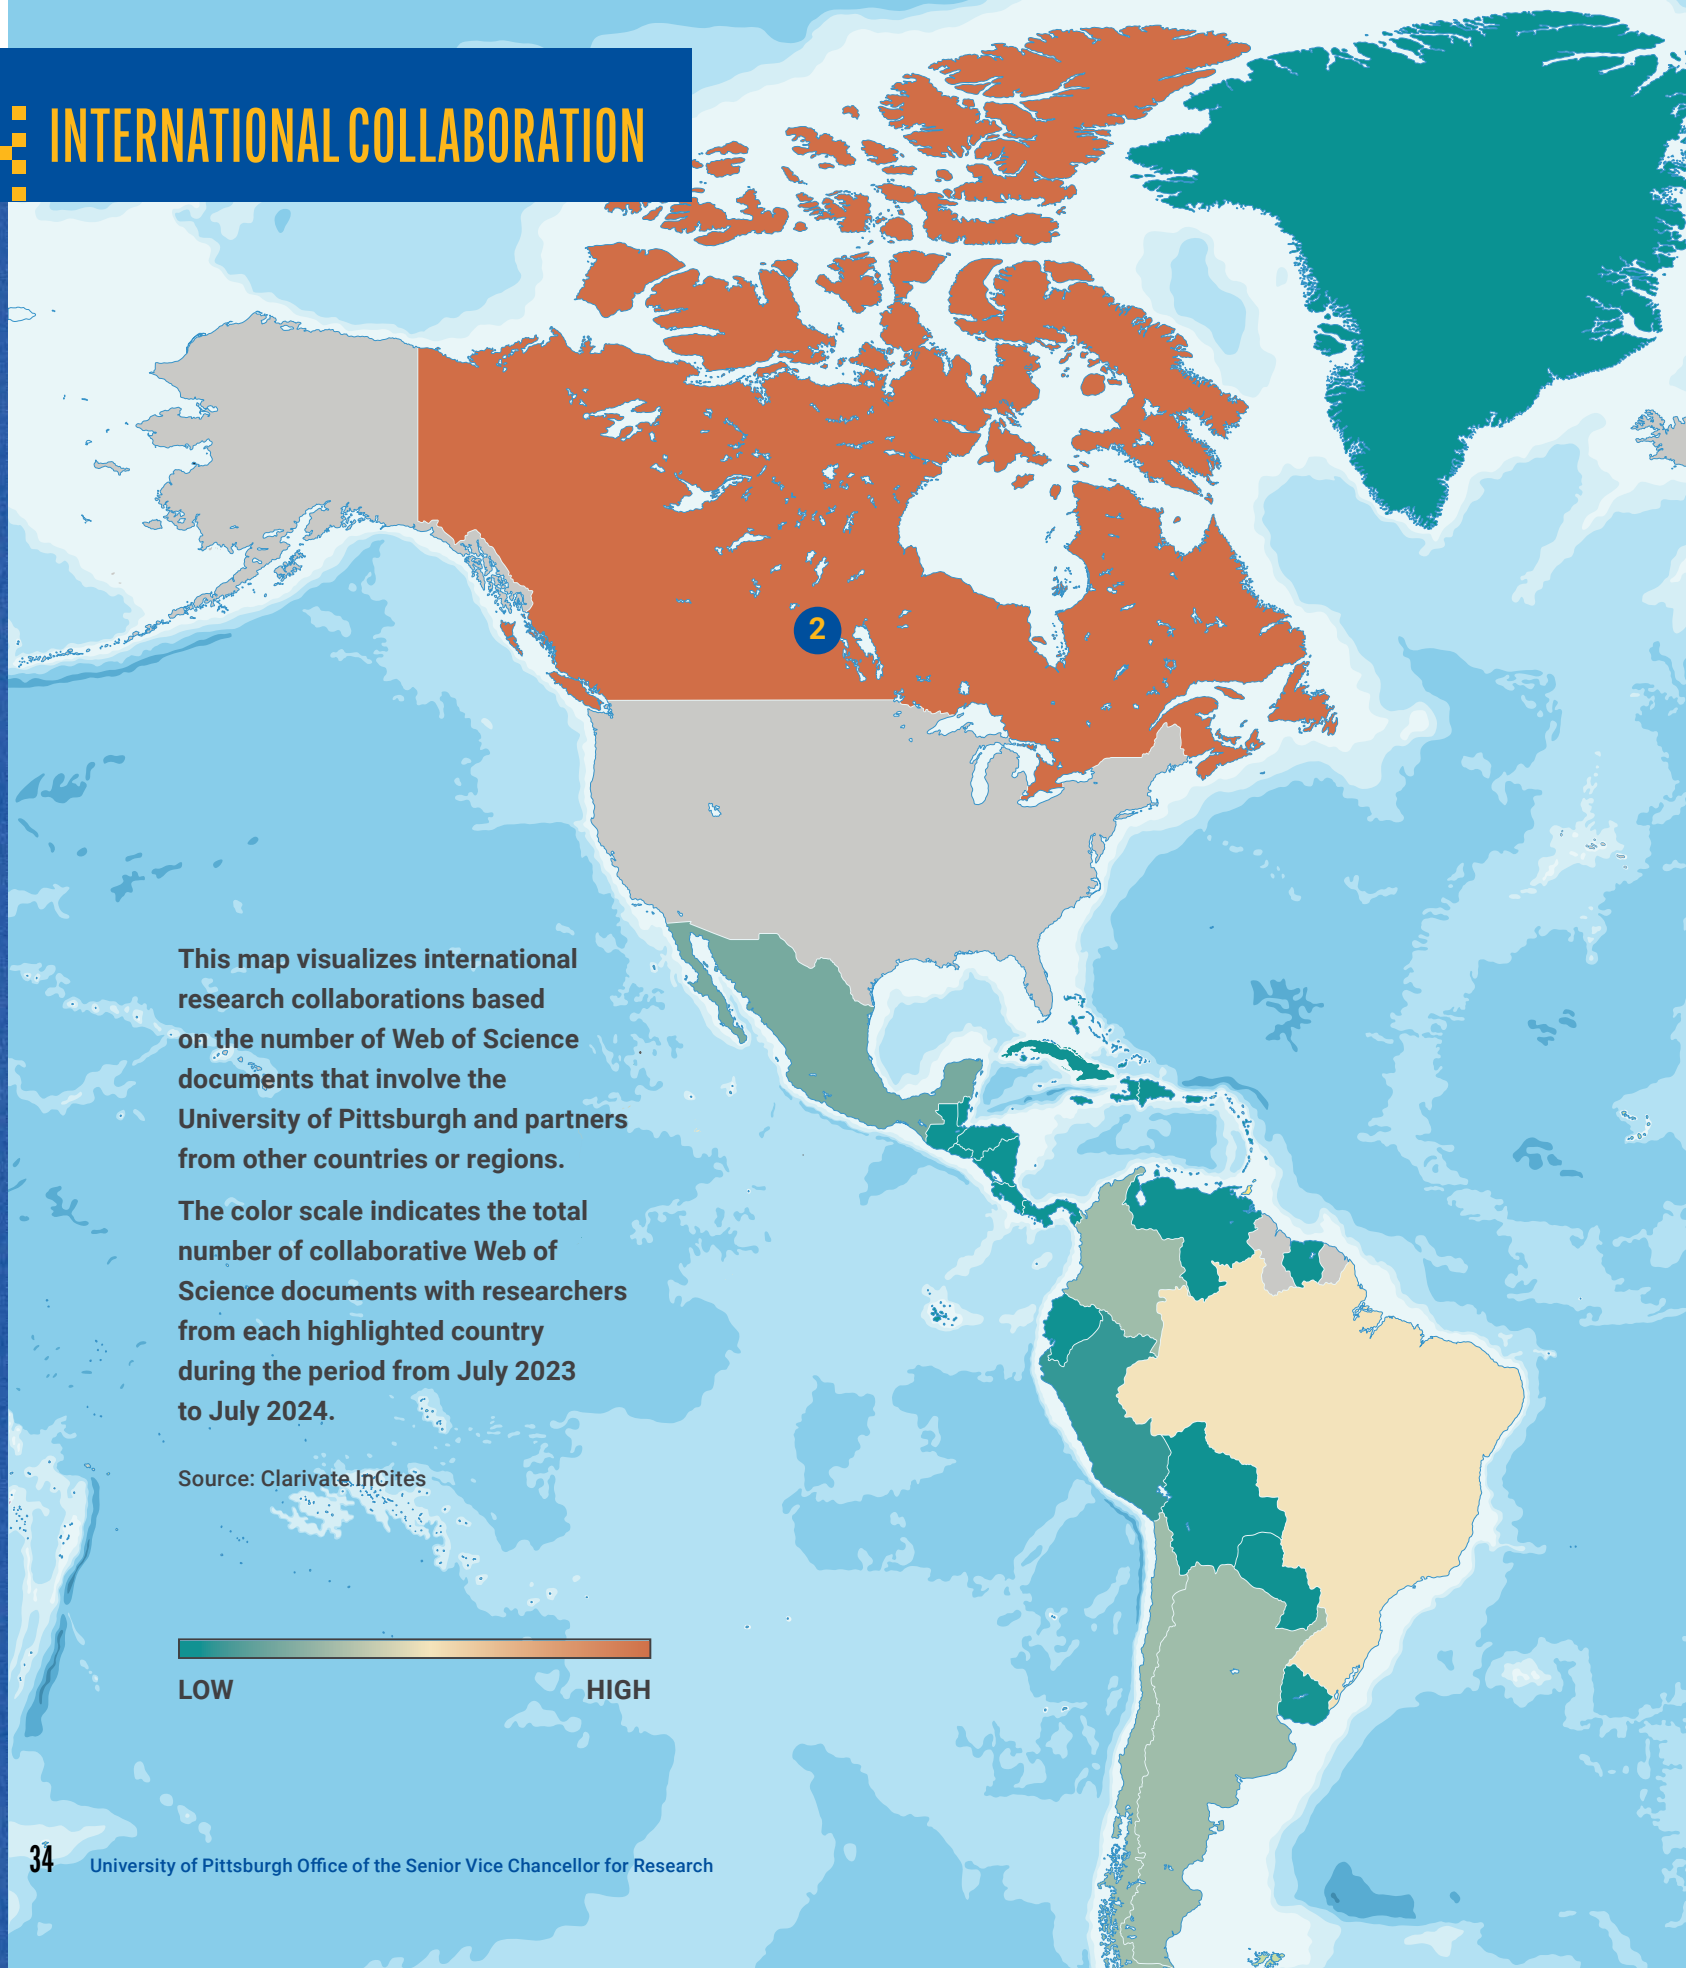 INTERNATIONAL COLLABORATION
2
This map visualizes international
research collaborations based
on the number of Web of Science
documents that involve the
University of Pittsburgh and partners
from other countries or regions.
The color scale indicates the total
number of collaborative Web of
Science documents with researchers
from each highlighted country
during the period from July 2023
to July 2024.
Source: Clarivate InCites
LOW HIGH
34 University of Pittsburgh Office of the Senior Vice Chancellor for Research